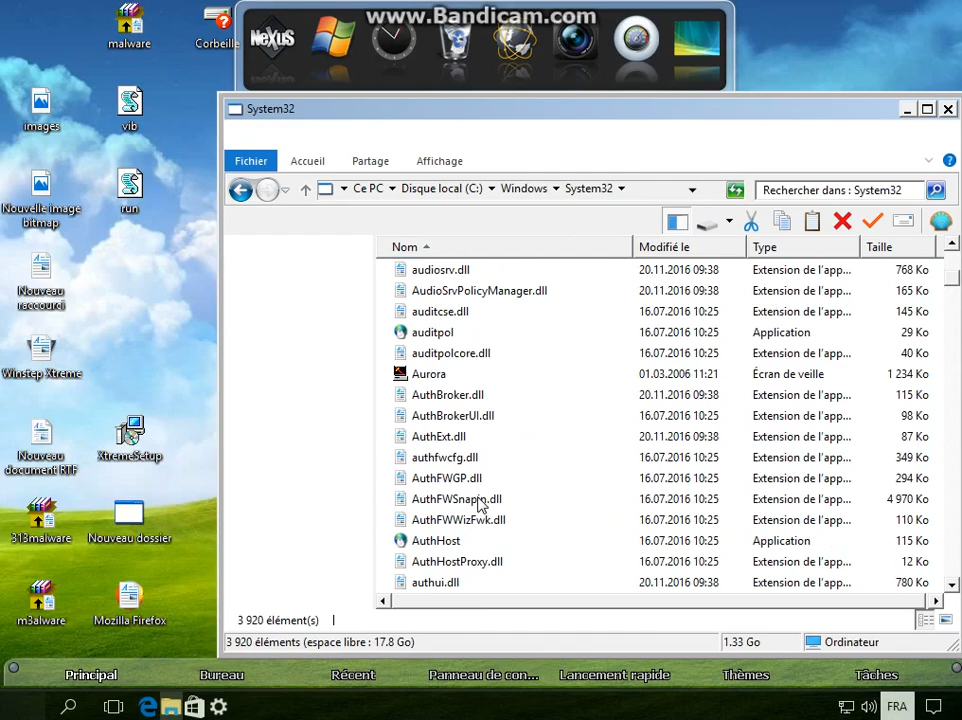 www.Bandicam.com
NeXuS
malware
Corbeille
images
vib
Nouvelle image
bitmap
run
Nouveau
raccourci
Winstep Xtreme
Nouveau
document RTF
XtremeSetup
313malware
Nouveau dossier
m3alware
Mozilla Firefox
System32
Fichier Accueil Partage Affichage
Ce PC Disque local (C:) Windows System32
Rechercher dans : System32
Nom Modifié le Type Taille
audiosrv.dll 20.11.2016 09:38 Extension de l'app... 768 Ko
AudioSrvPolicyManager.dll 20.11.2016 09:38 Extension de l'app... 165 Ko
auditcse.dll 16.07.2016 10:25 Extension de l'app... 145 Ko
auditpol 16.07.2016 10:25 Application 29 Ko
auditpolcore.dll 16.07.2016 10:25 Extension de l'app... 40 Ko
Aurora 01.03.2006 11:21 Écran de veille 1 234 Ko
AuthBroker.dll 20.11.2016 09:38 Extension de l'app... 115 Ko
AuthBrokerUI.dll 16.07.2016 10:25 Extension de l'app... 98 Ko
AuthExt.dll 20.11.2016 09:38 Extension de l'app... 87 Ko
authfwcfg.dll 16.07.2016 10:25 Extension de l'app... 349 Ko
AuthFWGP.dll 16.07.2016 10:25 Extension de l'app... 294 Ko
AuthFWSnapin.dll 16.07.2016 10:25 Extension de l'app... 4 970 Ko
AuthFWWizFwk.dll 16.07.2016 10:25 Extension de l'app... 110 Ko
AuthHost 16.07.2016 10:25 Application 115 Ko
AuthHostProxy.dll 16.07.2016 10:25 Extension de l'app... 12 Ko
authui.dll 20.11.2016 09:38 Extension de l'app... 780 Ko
3 920 élément(s)
3 920 éléments (espace libre : 17.8 Go) 1.33 Go Ordinateur
Principal Bureau Récent Panneau de con... Lancement rapide Thèmes Tâches
FRA